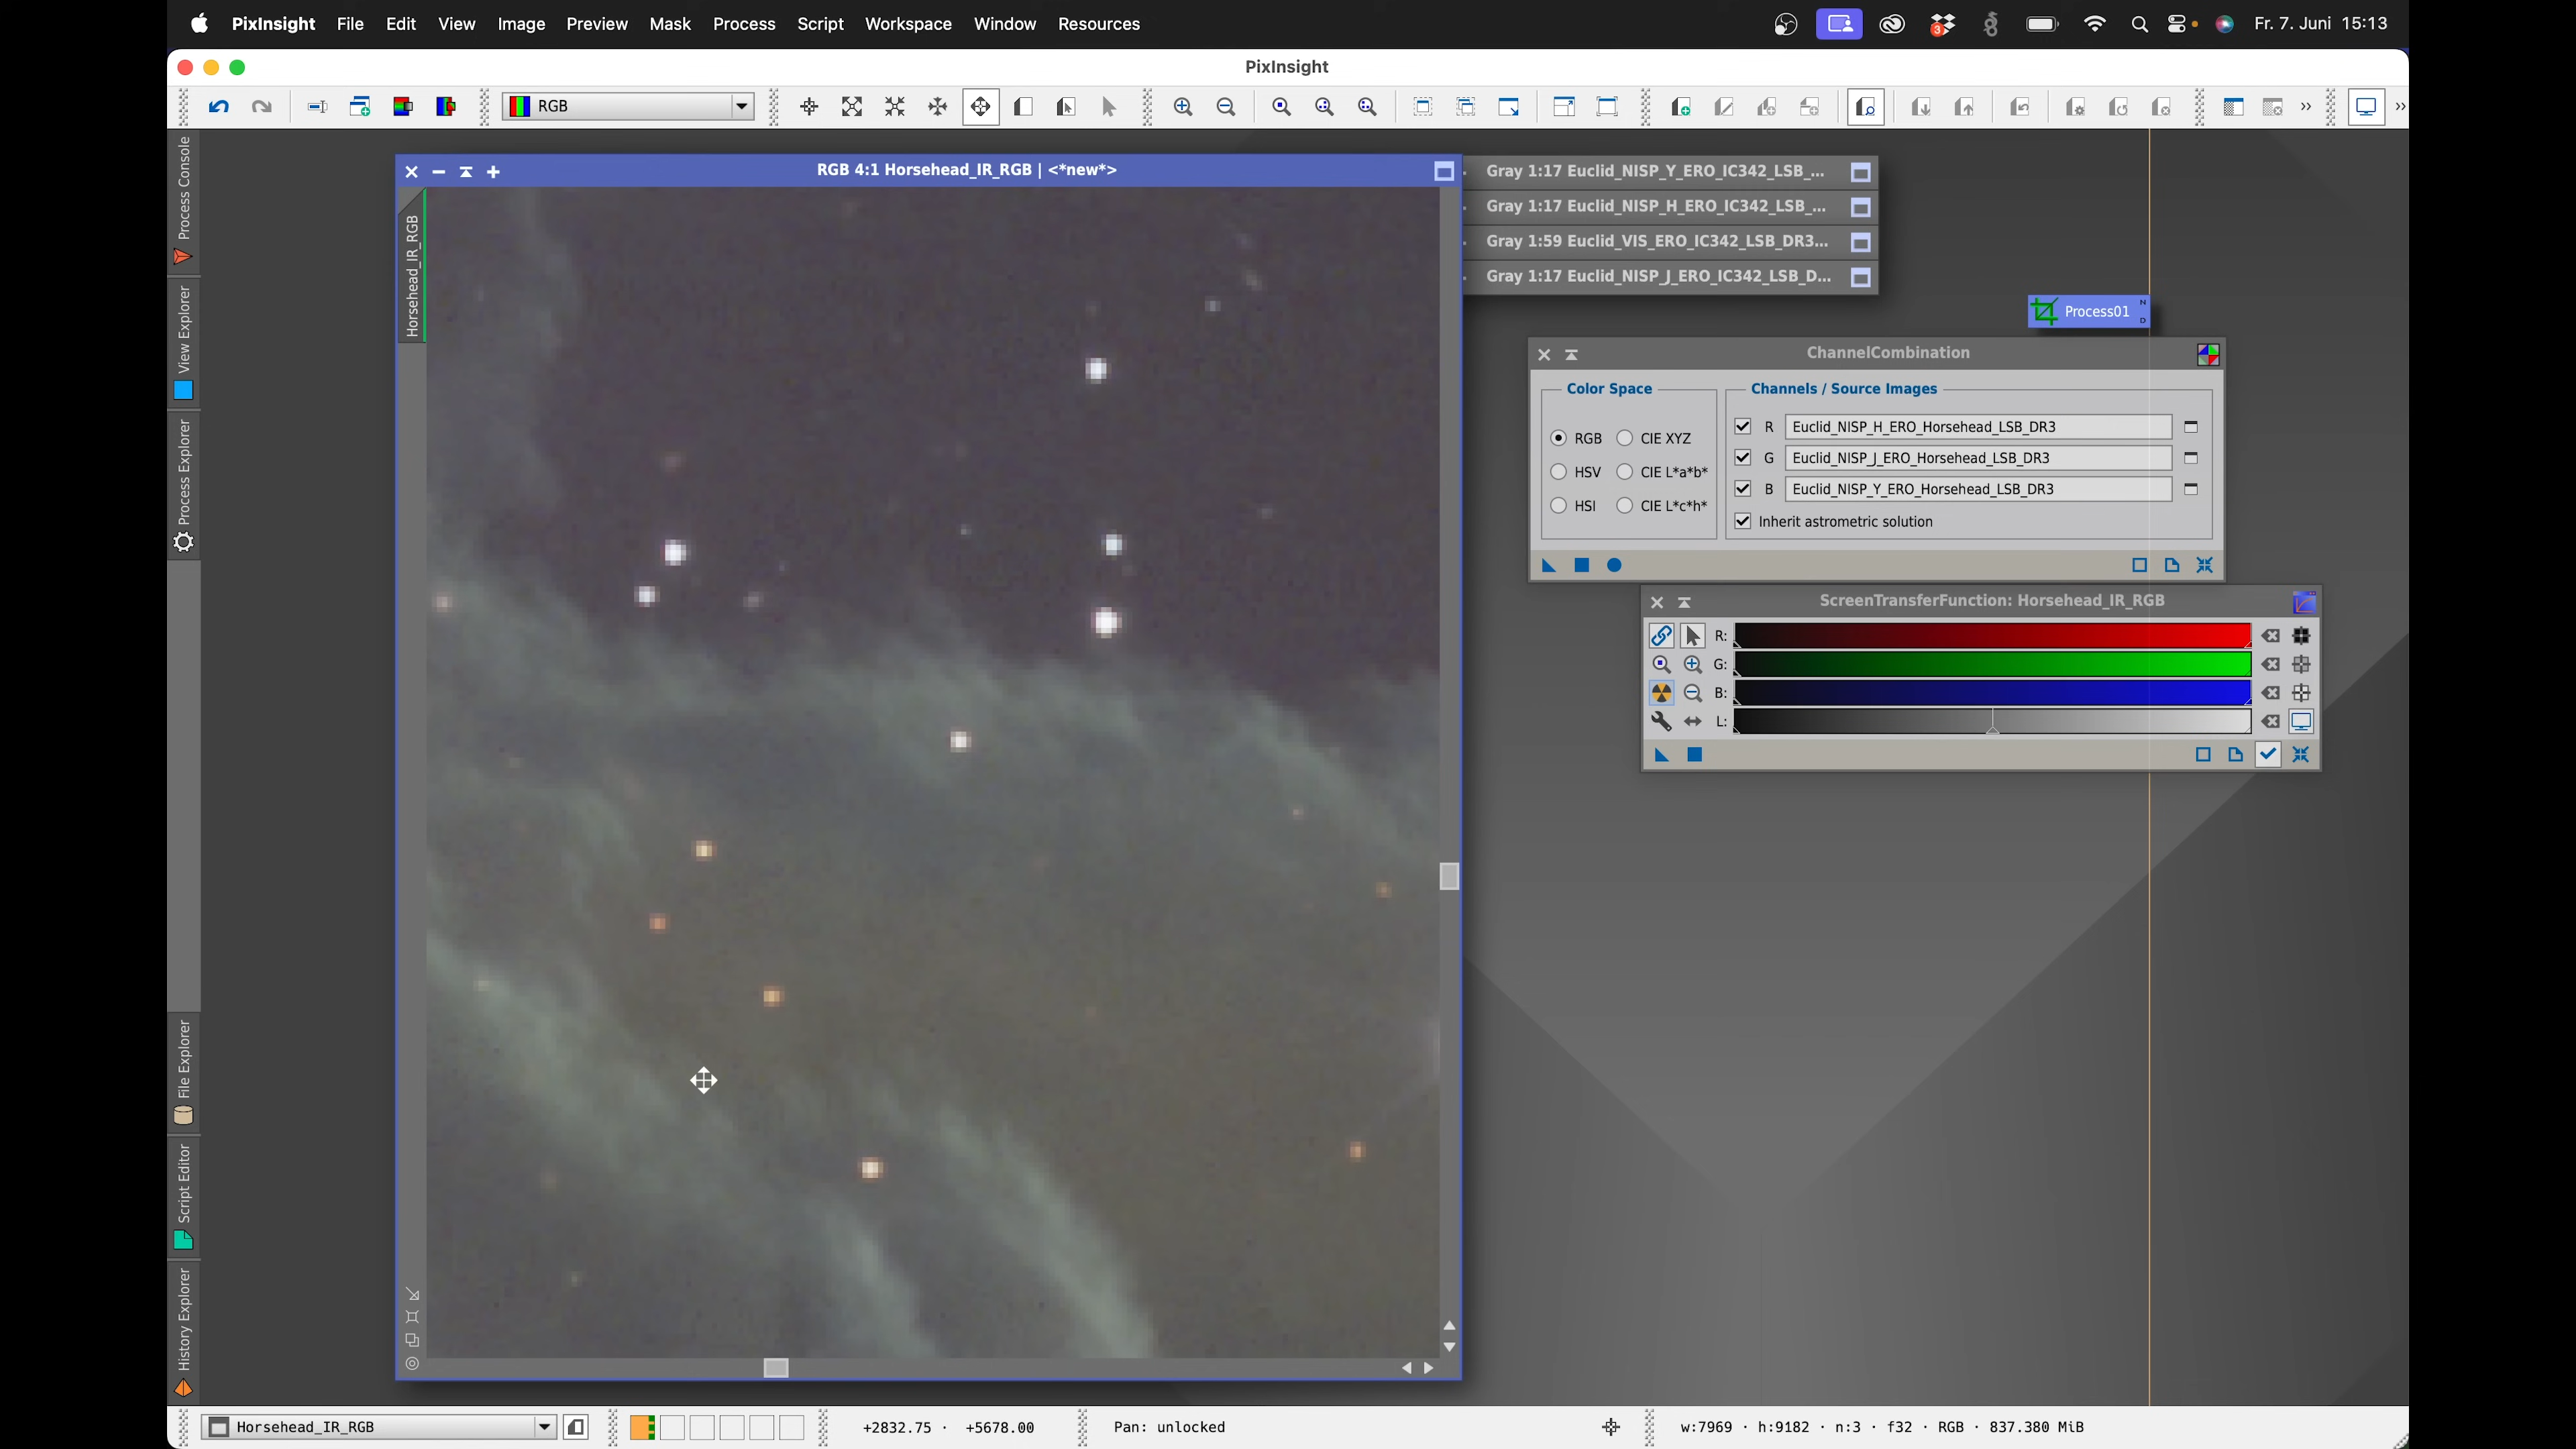 PixInsight File Edit View Image Preview Mask Process Script Workspace Window Resources
3
Fr. 7. Juni 15:13
PixInsight
RGB
Process Console
View Explorer
Process Explorer
File Explorer
Script Editor
History Explorer
RGB 4:1 Horsehead_IR_RGB | <*new*>
Horsehead_IR_RGB
Gray 1:17 Euclid_NISP_Y_ERO_IC342_LSB_...
Gray 1:17 Euclid_NISP_H_ERO_IC342_LSB_...
Gray 1:59 Euclid_VIS_ERO_IC342_LSB_DR3...
Gray 1:17 Euclid_NISP_J_ERO_IC342_LSB_D...
Process01
N
D
ChannelCombination
Color Space
Channels / Source Images
RGB CIE XYZ
HSV CIE L*a*b*
HSI CIE L*c*h*
R Euclid_NISP_H_ERO_Horsehead_LSB_DR3
G Euclid_NISP_J_ERO_Horsehead_LSB_DR3
B Euclid_NISP_Y_ERO_Horsehead_LSB_DR3
Inherit astrometric solution
ScreenTransferFunction: Horsehead_IR_RGB
R:
G:
B:
L:
Horsehead_IR_RGB
+2832.75 · +5678.00
Pan: unlocked
w:7969 · h:9182 · n:3 · f32 · RGB · 837.380 MiB